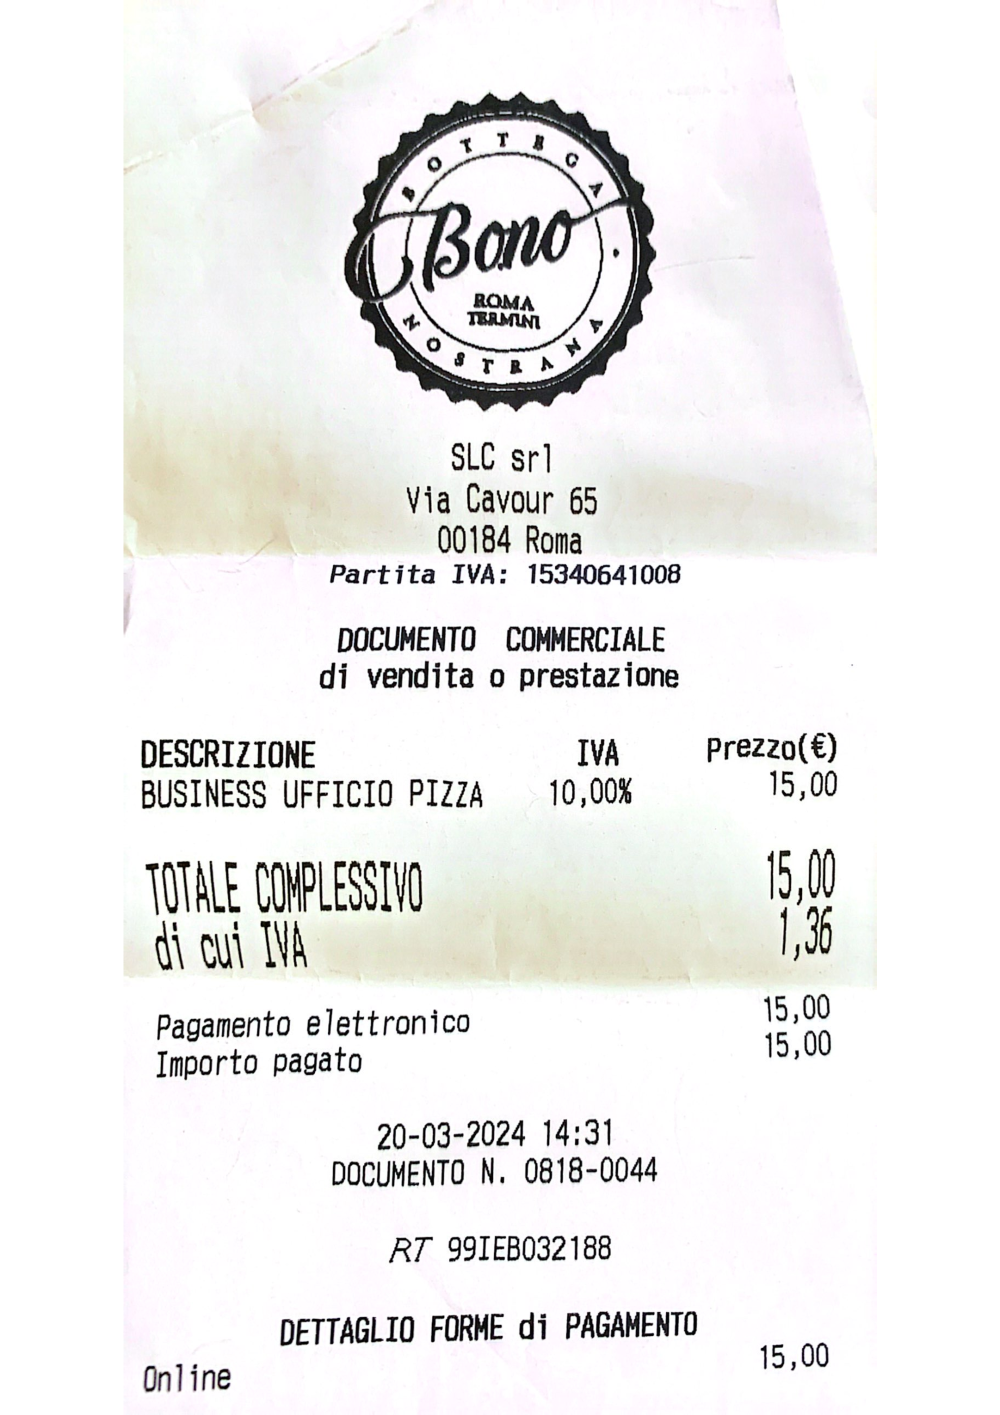 BOTTEGA
Bono
ROMA
TERMINI
NOSTRANA
SLC srl
Via Cavour 65
00184 Roma
Partita IVA: 15340641008
DOCUMENTO COMMERCIALE
di vendita o prestazione
DESCRIZIONE IVA Prezzo(€)
BUSINESS UFFICIO PIZZA 10,00% 15,00
TOTALE COMPLESSIVO 15,00
di cui IVA 1,36
Pagamento elettronico 15,00
Importo pagato 15,00
20-03-2024 14:31
DOCUMENTO N. 0818-0044
RT 99IEB032188
DETTAGLIO FORME di PAGAMENTO
Online 15,00